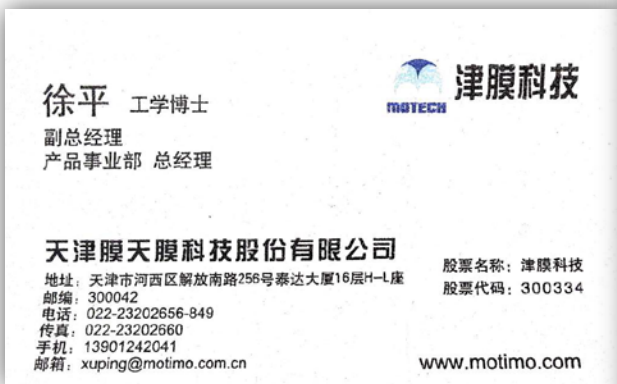 徐平 工学博士
副总经理
产品事业部 总经理
MOTECH 津膜科技
天津膜天膜科技股份有限公司
地址：天津市河西区解放南路256号泰达大厦16层H-L座
邮编：300042
电话：022-23202656-849
传真：022-23202660
手机：13901242041
邮箱：xuping@motimo.com.cn
股票名称：津膜科技
股票代码：300334
www.motimo.com